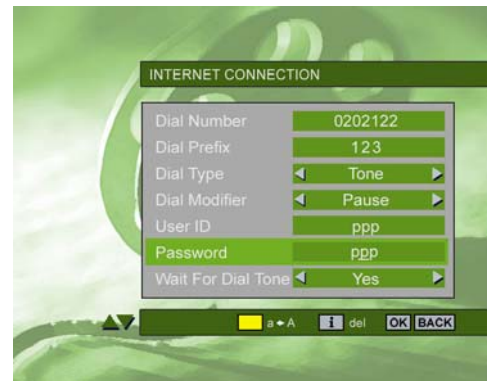 INTERNET CONNECTION
Dial Number 0202122
Dial Prefix 123
Dial Type Tone
Dial Modifier Pause
User ID ppp
Password ppp
Wait For Dial Tone Yes
a A i del OK BACK